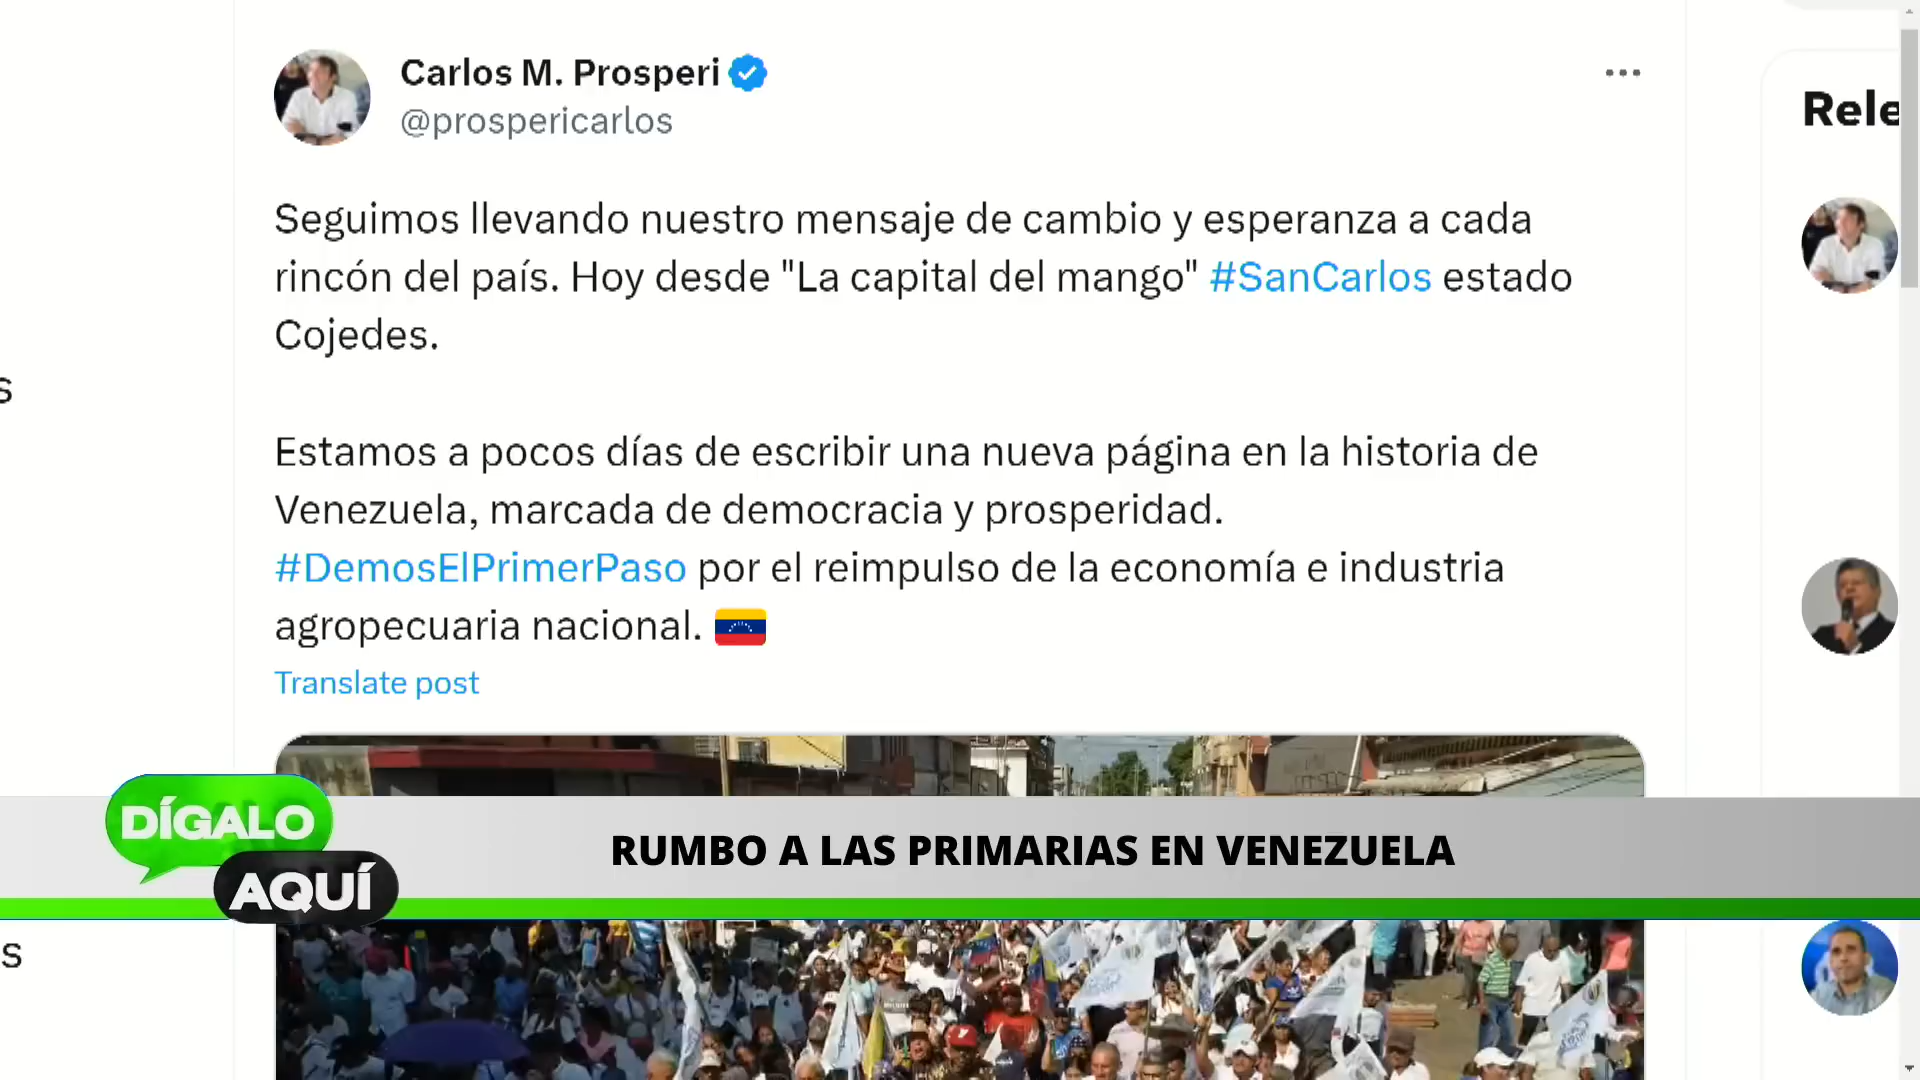 Carlos M. Prosperi
@prospericarlos
Seguimos llevando nuestro mensaje de cambio y esperanza a cada
rincón del país. Hoy desde "La capital del mango" #SanCarlos estado
Cojedes.
Estamos a pocos días de escribir una nueva página en la historia de
Venezuela, marcada de democracia y prosperidad.
#DemosElPrimerPaso por el reimpulso de la economía e industria
agropecuaria nacional.
Translate post
Rele
s
s
DÍGALO
AQUÍ
RUMBO A LAS PRIMARIAS EN VENEZUELA